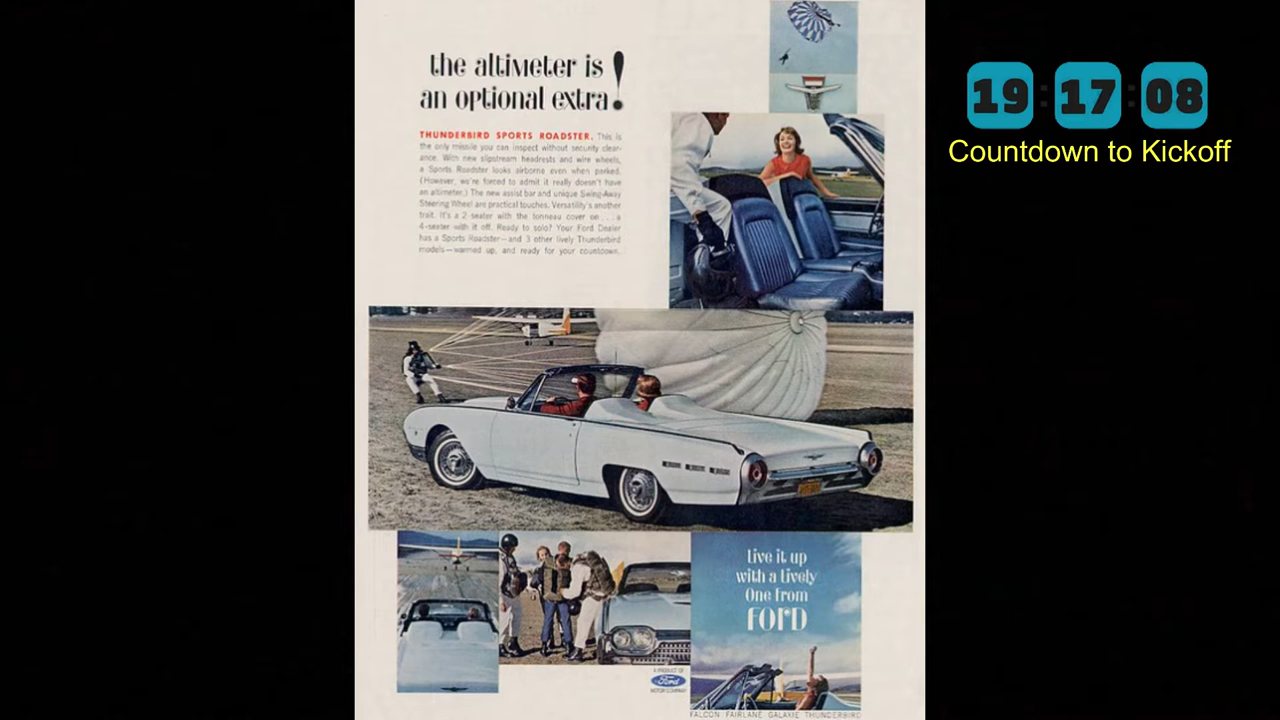 the altimeter is
an optional extra!
THUNDERBIRD SPORTS ROADSTER. This is
the only missile you can inspect without security clear-
ance. With new slipstream headrests and wire wheels,
a Sports Roadster looks airborne even when parked.
(However, we're forced to admit it really doesn't have
an altimeter.) The new assist bar and unique Swing-Away
Steering Wheel are practical touches. Versatility's another
trait. It's a 2-seater with the tonneau cover on . . . a
4-seater with it off. Ready to solo? Your Ford Dealer
has a Sports Roadster—and 3 other lively Thunderbird
models—warmed up, and ready for your countdown.
19:17:08
Countdown to Kickoff
live it up
with a lively
One from
FORD
A PRODUCT OF
Ford
MOTOR COMPANY
FALCON FAIRLANE GALAXIE THUNDERBIRD